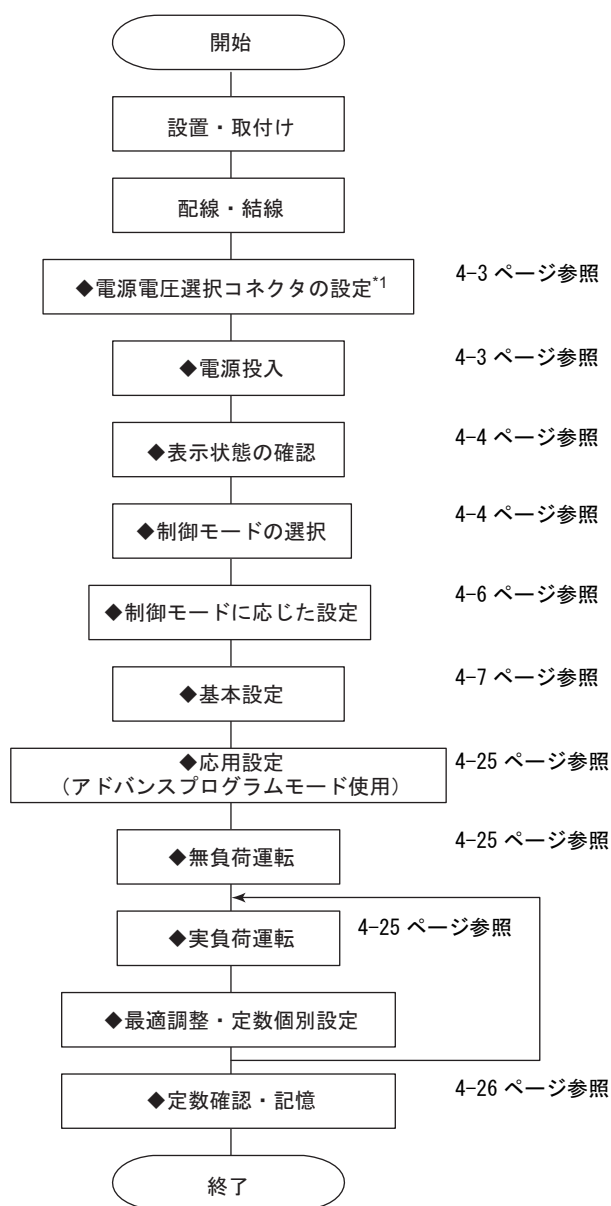 開始
設置・取付け
配線・結線
◆電源電圧選択コネクタの設定*1
4-3 ページ参照
◆電源投入
4-3 ページ参照
◆表示状態の確認
4-4 ページ参照
◆制御モードの選択
4-4 ページ参照
◆制御モードに応じた設定
4-6 ページ参照
◆基本設定
4-7 ページ参照
◆応用設定
（アドバンスプログラムモード使用）
4-25 ページ参照
◆無負荷運転
4-25 ページ参照
◆実負荷運転
4-25 ページ参照
◆最適調整・定数個別設定
◆定数確認・記憶
4-26 ページ参照
終了